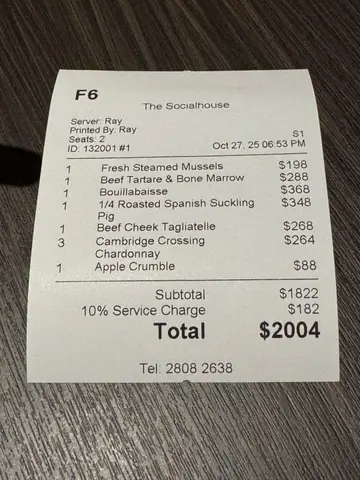 F6
The Socialhouse
Server: Ray
Printed By: Ray
Seats: 2 S1
ID: 132001 #1 Oct 27, 25 06:53 PM
1 Fresh Steamed Mussels $198
1 Beef Tartare & Bone Marrow $288
1 Bouillabaisse $368
1 1/4 Roasted Spanish Suckling $348
Pig
1 Beef Cheek Tagliatelle $268
3 Cambridge Crossing $264
Chardonnay
1 Apple Crumble $88
Subtotal $1822
10% Service Charge $182
Total $2004
Tel: 2808 2638